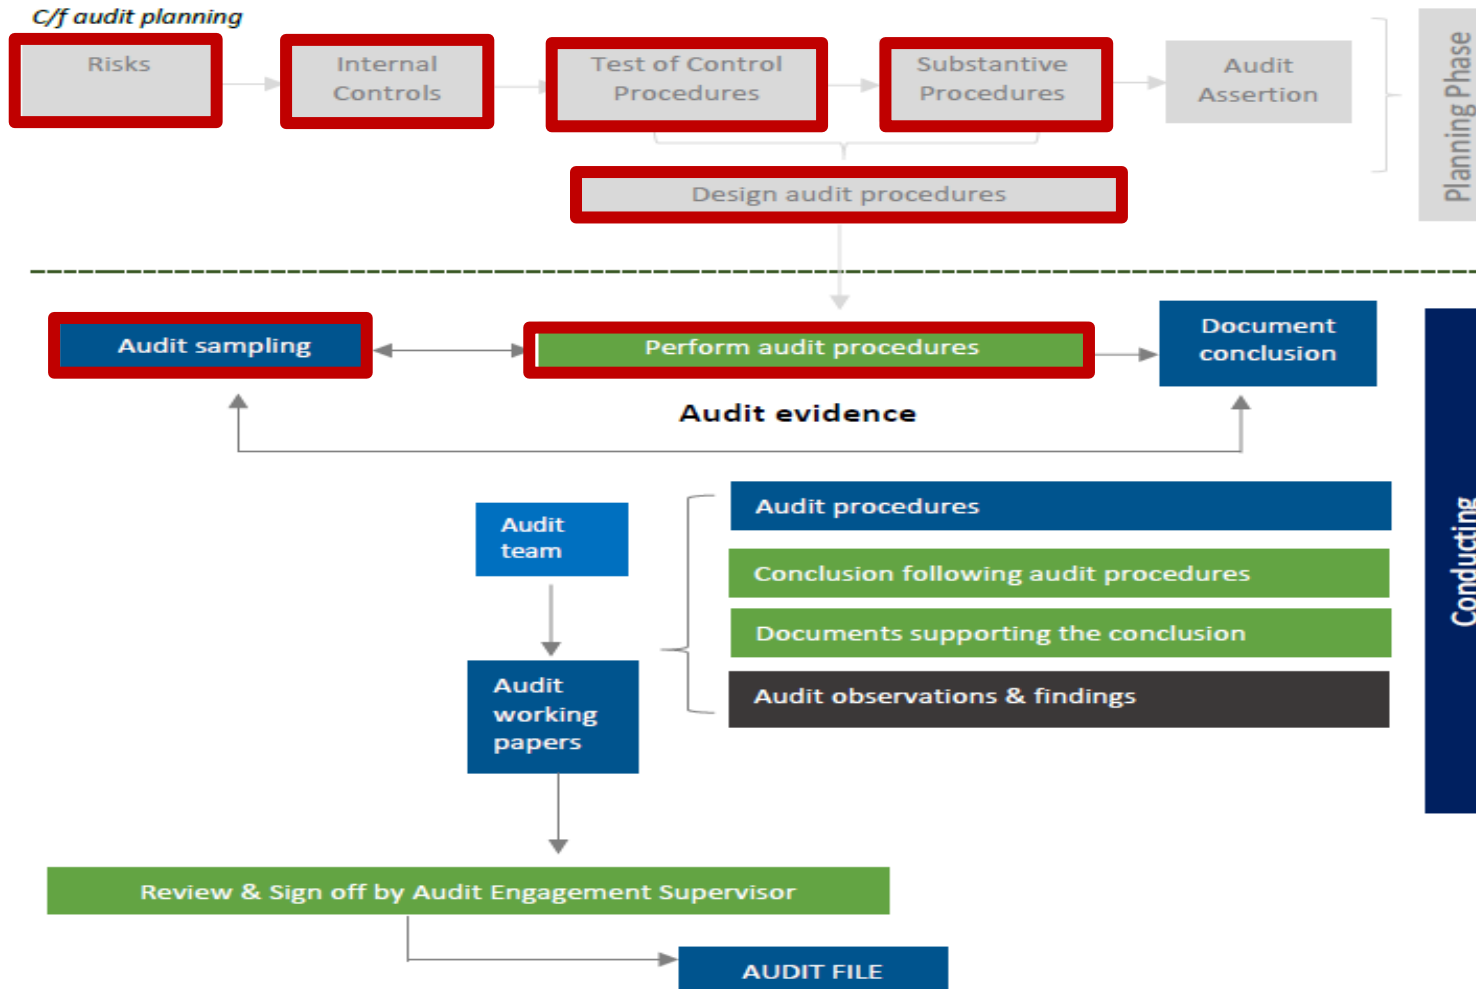 C/f audit planning
Risks
Internal
Controls
Test of Control
Procedures
Substantive
Procedures
Audit
Assertion
Planning Phase
Design audit procedures
Audit sampling
Perform audit procedures
Document
conclusion
Audit evidence
Conducting
Audit
team
Audit procedures
Conclusion following audit procedures
Documents supporting the conclusion
Audit observations & findings
Audit
working
papers
Review & Sign off by Audit Engagement Supervisor
AUDIT FILE